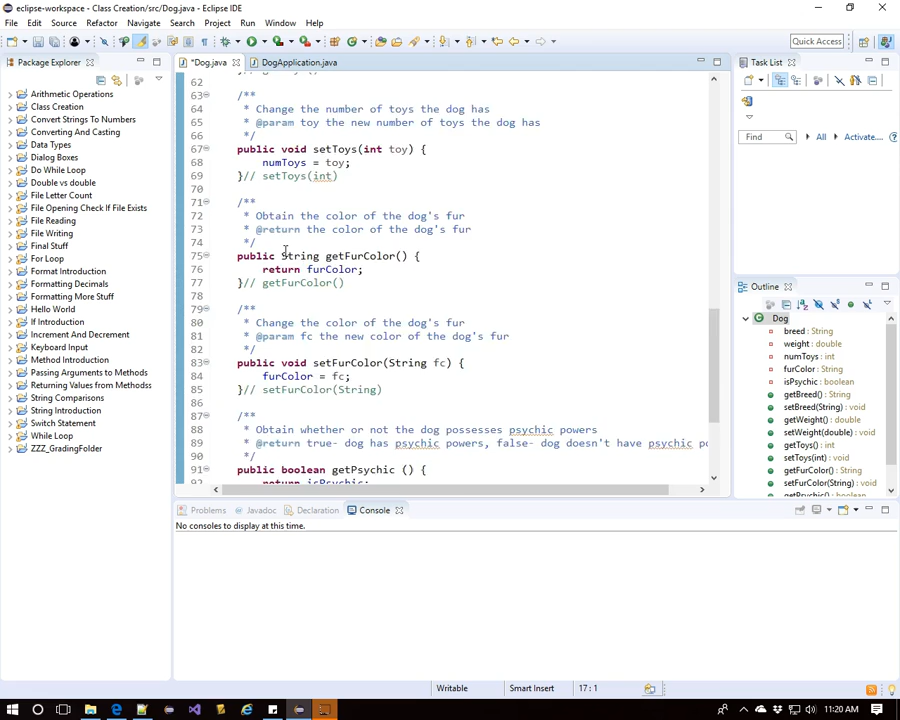 eclipse-workspace - Class Creation/src/Dog.java - Eclipse IDE
File Edit Source Refactor Navigate Search Project Run Window Help
Quick Access
Package Explorer
*Dog.java
DogApplication.java
Task List
Arithmetic Operations
Class Creation
Convert Strings To Numbers
Converting And Casting
Data Types
Dialog Boxes
Do While Loop
Double vs double
File Letter Count
File Opening Check If File Exists
File Reading
File Writing
Final Stuff
For Loop
Format Introduction
Formatting Decimals
Formatting More Stuff
Hello World
If Introduction
Increment And Decrement
Keyboard Input
Method Introduction
Passing Arguments to Methods
Returning Values from Methods
String Comparisons
String Introduction
Switch Statement
While Loop
ZZZ_GradingFolder
62
63 /**
64 * Change the number of toys the dog has
65 * @param toy the new number of toys the dog has
66 */
67 public void setToys(int toy) {
68 numToys = toy;
69 }// setToys(int)
70
71 /**
72 * Obtain the color of the dog's fur
73 * @return the color of the dog's fur
74 */
75 public String getFurColor() {
76 return furColor;
77 }// getFurColor()
78
79 /**
80 * Change the color of the dog's fur
81 * @param fc the new color of the dog's fur
82 */
83 public void setFurColor(String fc) {
84 furColor = fc;
85 }// setFurColor(String)
86
87 /**
88 * Obtain whether or not the dog possesses psychic powers
89 * @return true- dog has psychic powers, false- dog doesn't have psychic
90 */
91 public boolean getPsychic () {
92 return isPsychic;
Find
All
Activate...
Outline
Dog
breed : String
weight : double
numToys : int
furColor : String
isPsychic : boolean
getBreed() : String
setBreed(String) : void
getWeight() : double
setWeight(double) : void
getToys() : int
setToys(int) : void
getFurColor() : String
setFurColor(String) : void
getPsychic() : boolean
Problems
Javadoc
Declaration
Console
No consoles to display at this time.
Writable
Smart Insert
17 : 1
11:20 AM